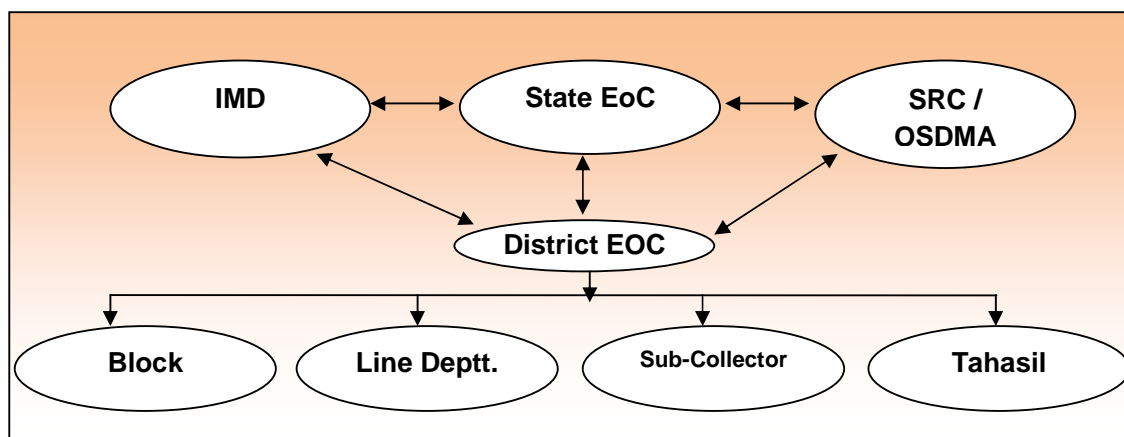 IMD
State EoC
SRC /
OSDMA
District EOC
Block
Line Deptt.
Sub-Collector
Tahasil